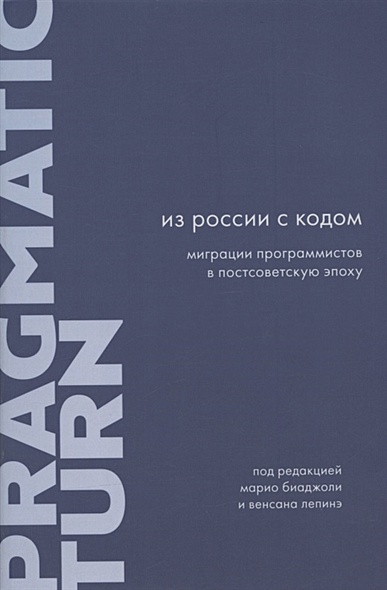 PRAGMATIC
TURN
из россии с кодом
миграции программистов
в постсоветскую эпоху
под редакцией
марио биаджоли
и венсана лепинэ